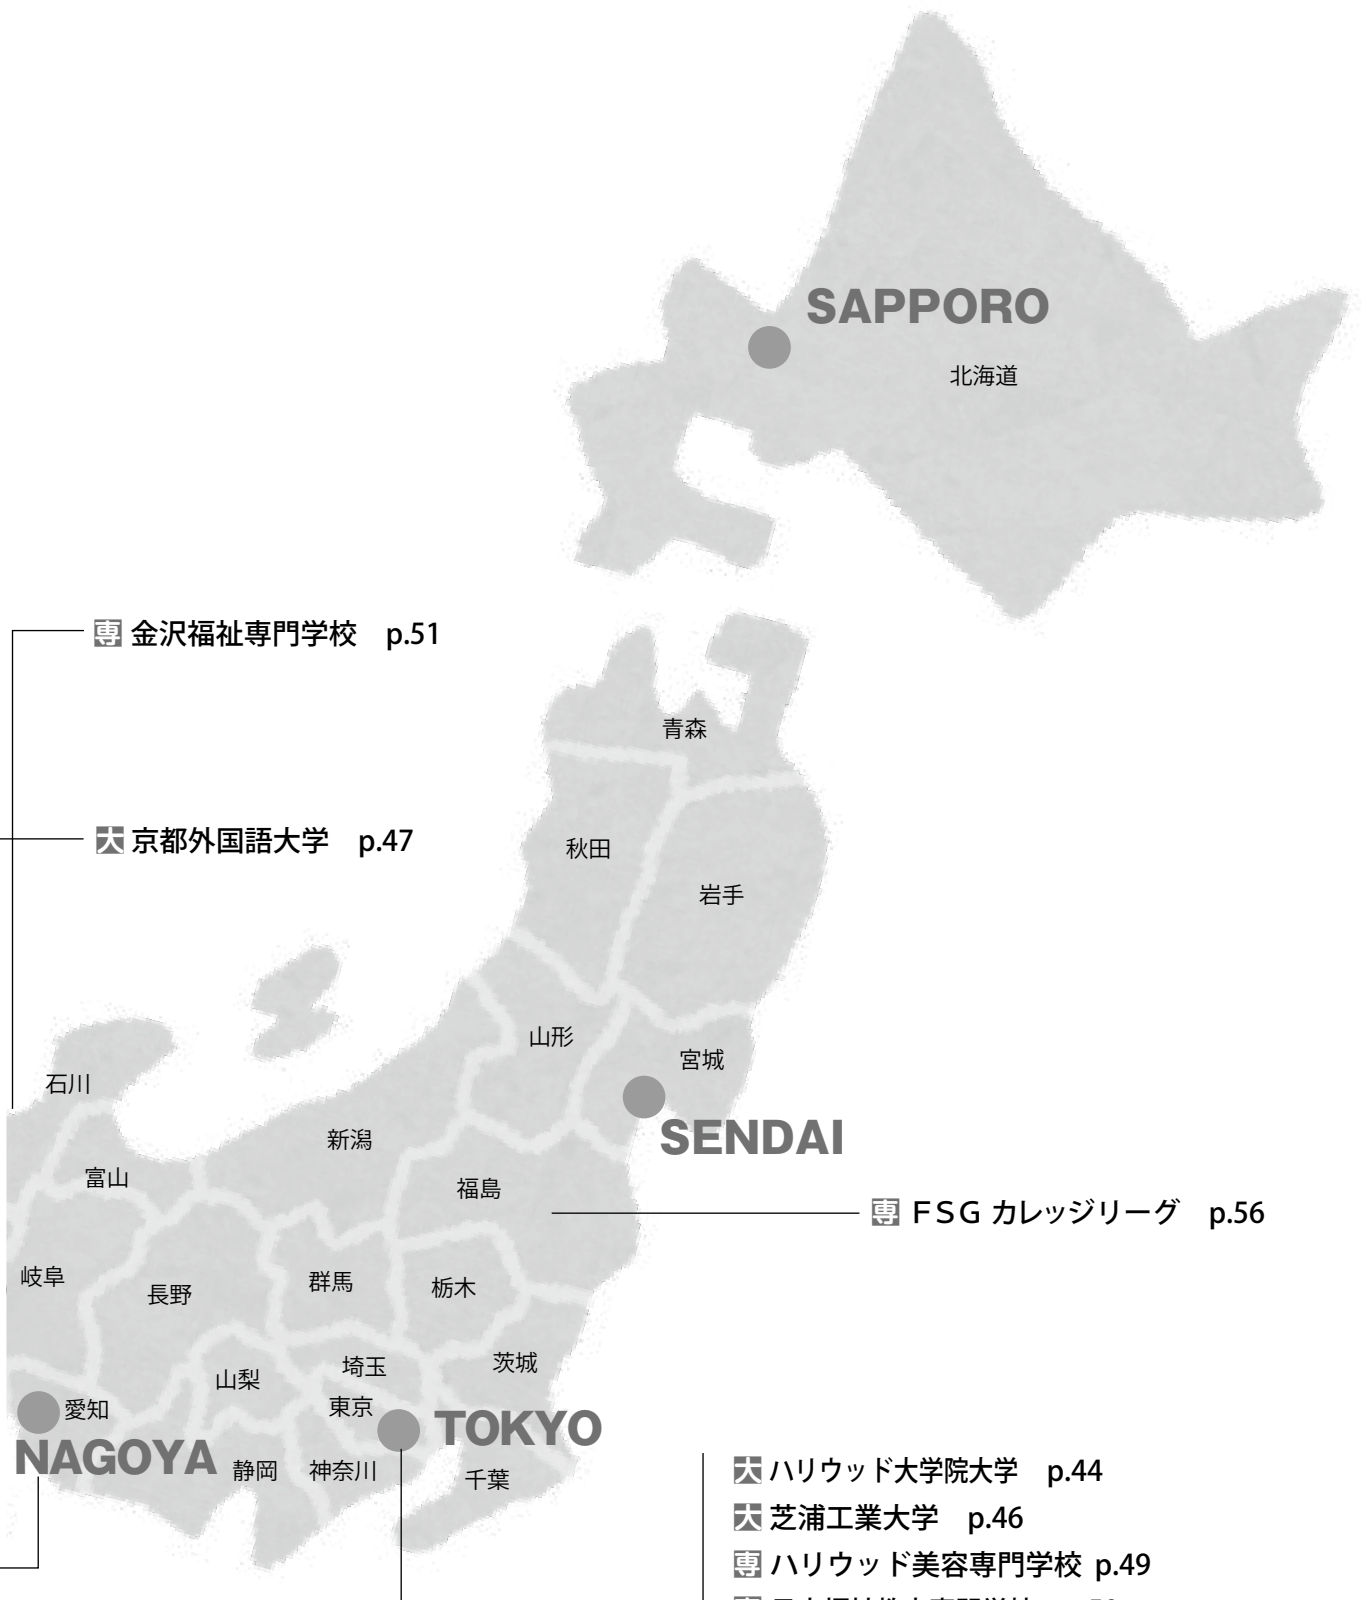 SAPPORO
北海道
専 金沢福祉専門学校 p.51
青森
大 京都外国語大学 p.47
秋田
岩手
山形
宮城
石川
SENDAI
新潟
富山
福島
専 ＦＳＧ カレッジリーグ p.56
岐阜
長野
群馬
栃木
茨城
埼玉
山梨
東京
愛知
TOKYO
NAGOYA
静岡
神奈川
千葉
大 ハリウッド大学院大学 p.44
大 芝浦工業大学 p.46
専 ハリウッド美容専門学校 p.49